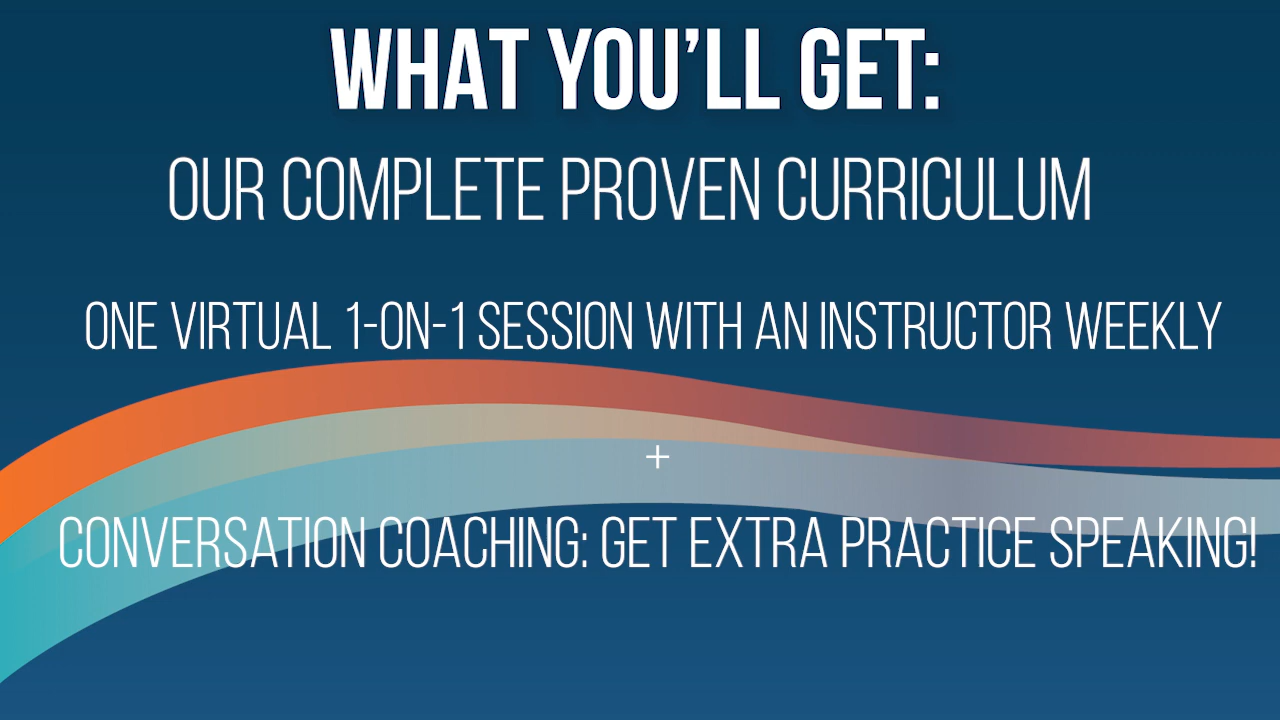 WHAT YOU'LL GET:
OUR COMPLETE PROVEN CURRICULUM
ONE VIRTUAL 1-ON-1 SESSION WITH AN INSTRUCTOR WEEKLY
+
CONVERSATION COACHING: GET EXTRA PRACTICE SPEAKING!